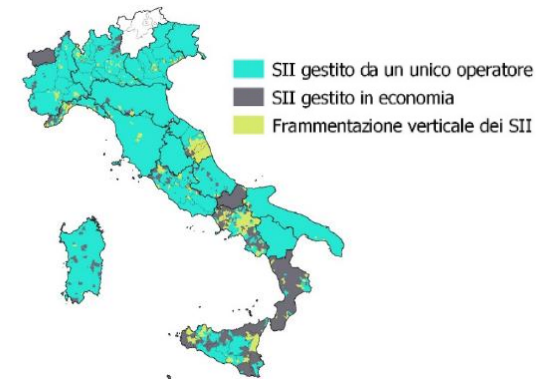 SII gestito da un unico operatore
SII gestito in economia
Frammentazione verticale dei SII